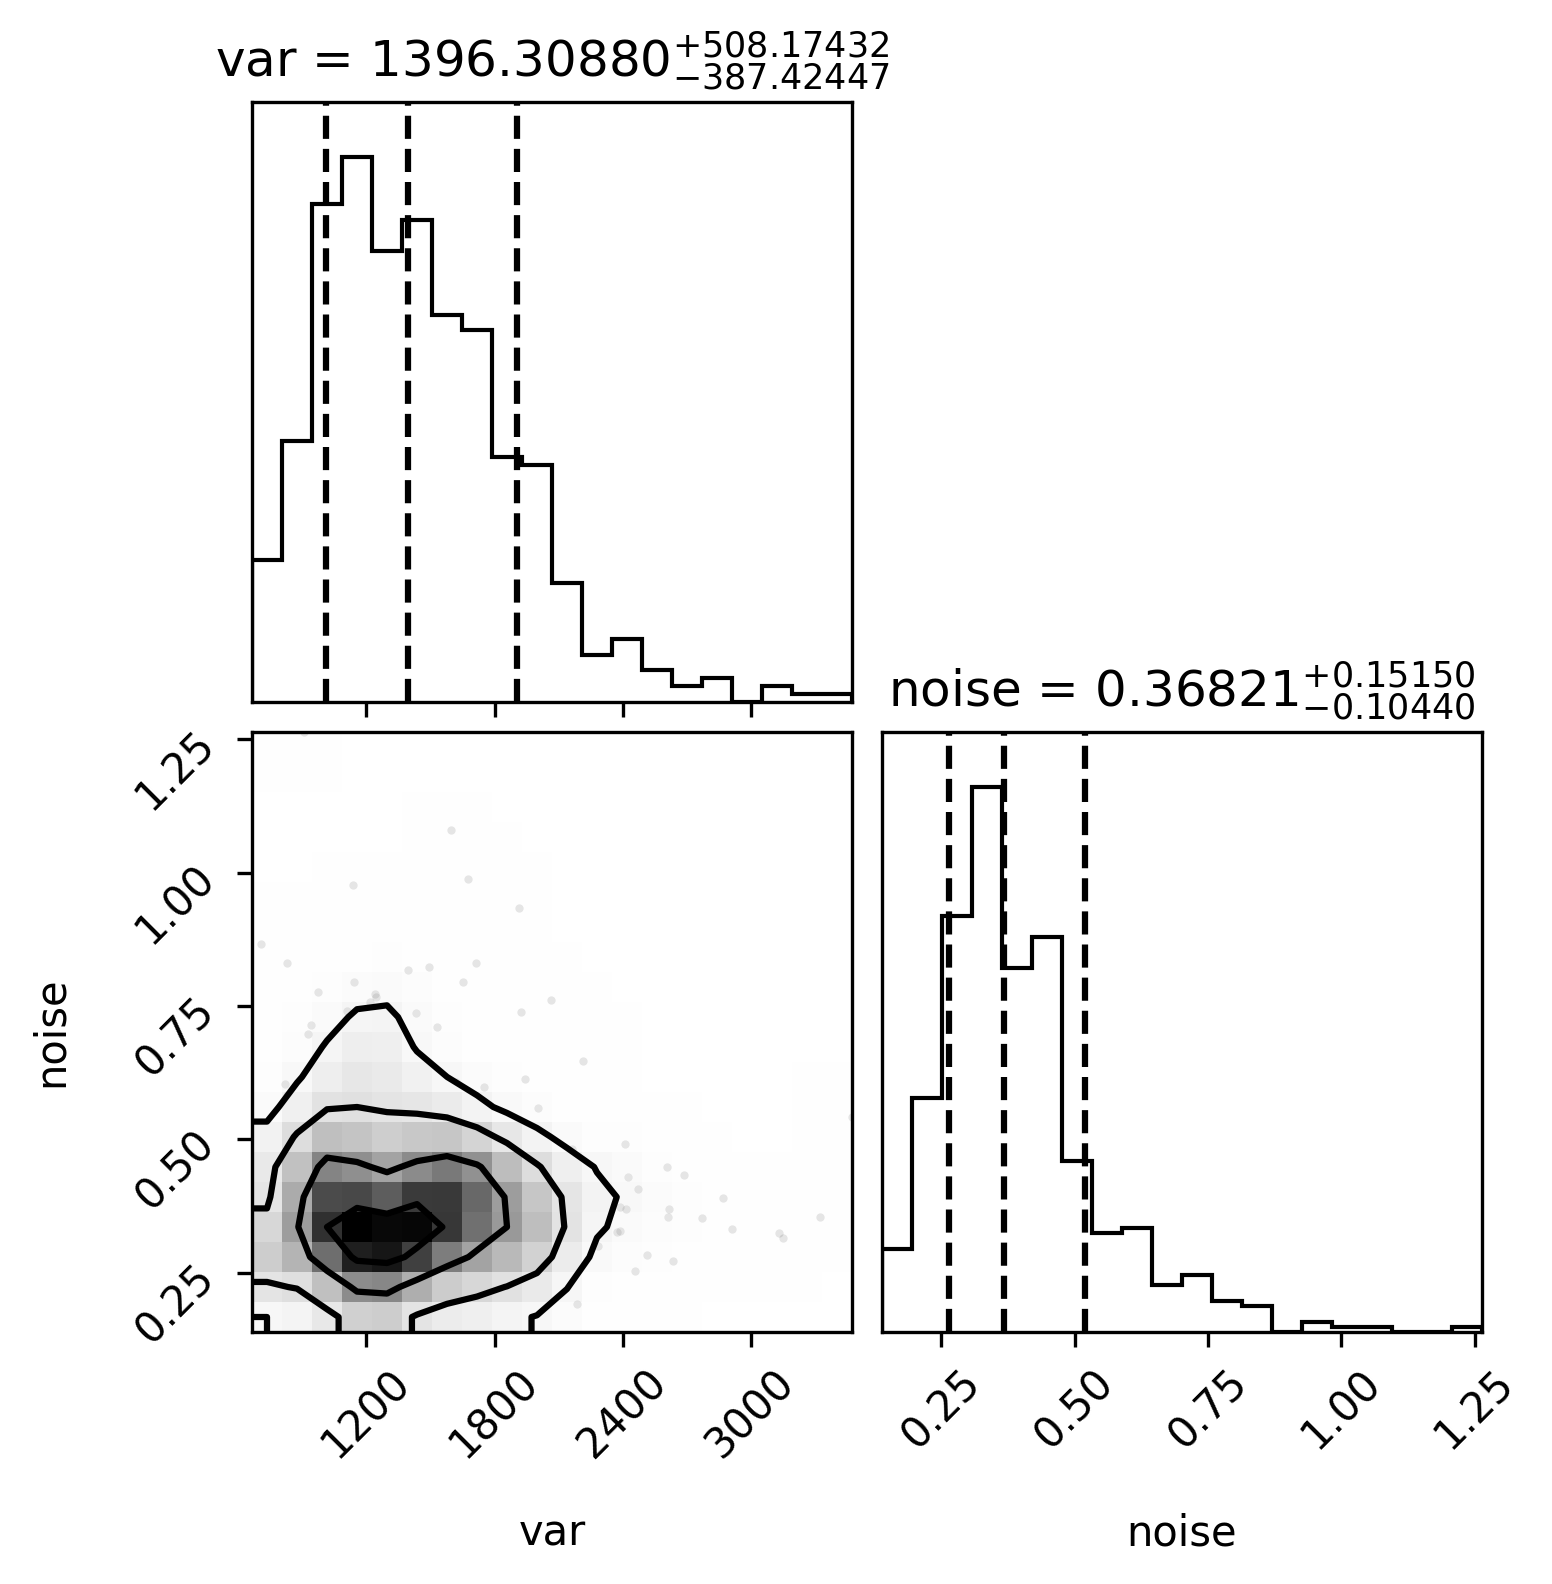 var = 1396.30880+508.17432−387.42447
noise = 0.36821+0.15150−0.10440
1.25
1.00
0.75
0.50
0.25
noise
1200 1800 2400 3000
0.25 0.50 0.75 1.00 1.25
var
noise